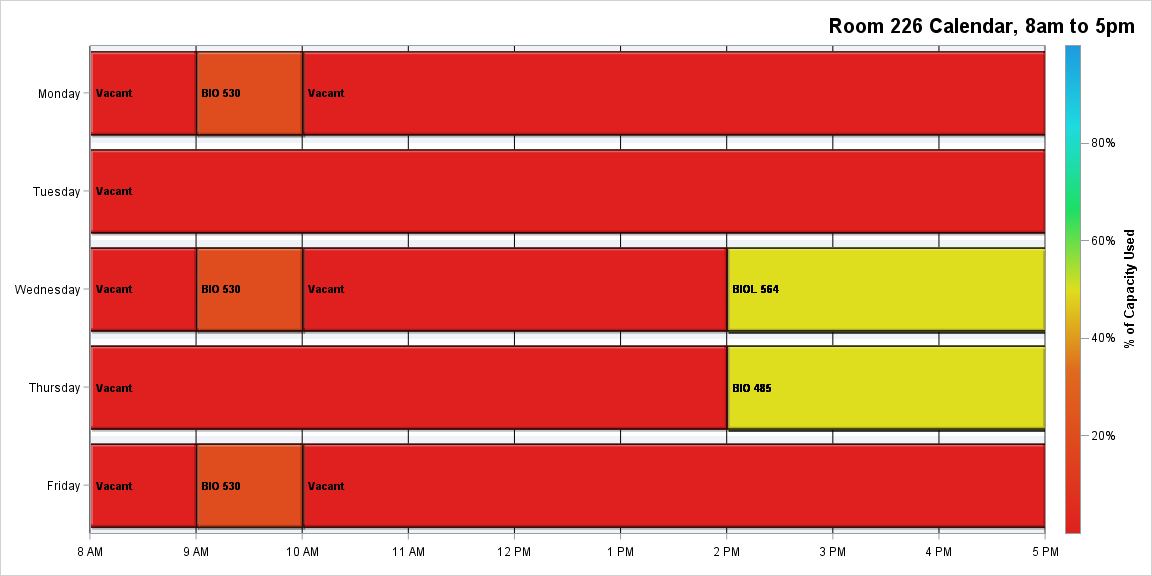 Room 226 Calendar, 8am to 5pm
Monday
Vacant
BIO 530
Vacant
Tuesday
Vacant
Wednesday
Vacant
BIO 530
Vacant
BIOL 564
Thursday
Vacant
BIO 485
Friday
Vacant
BIO 530
Vacant
8 AM 9 AM 10 AM 11 AM 12 PM 1 PM 2 PM 3 PM 4 PM 5 PM
80%
60%
40%
20%
% of Capacity Used